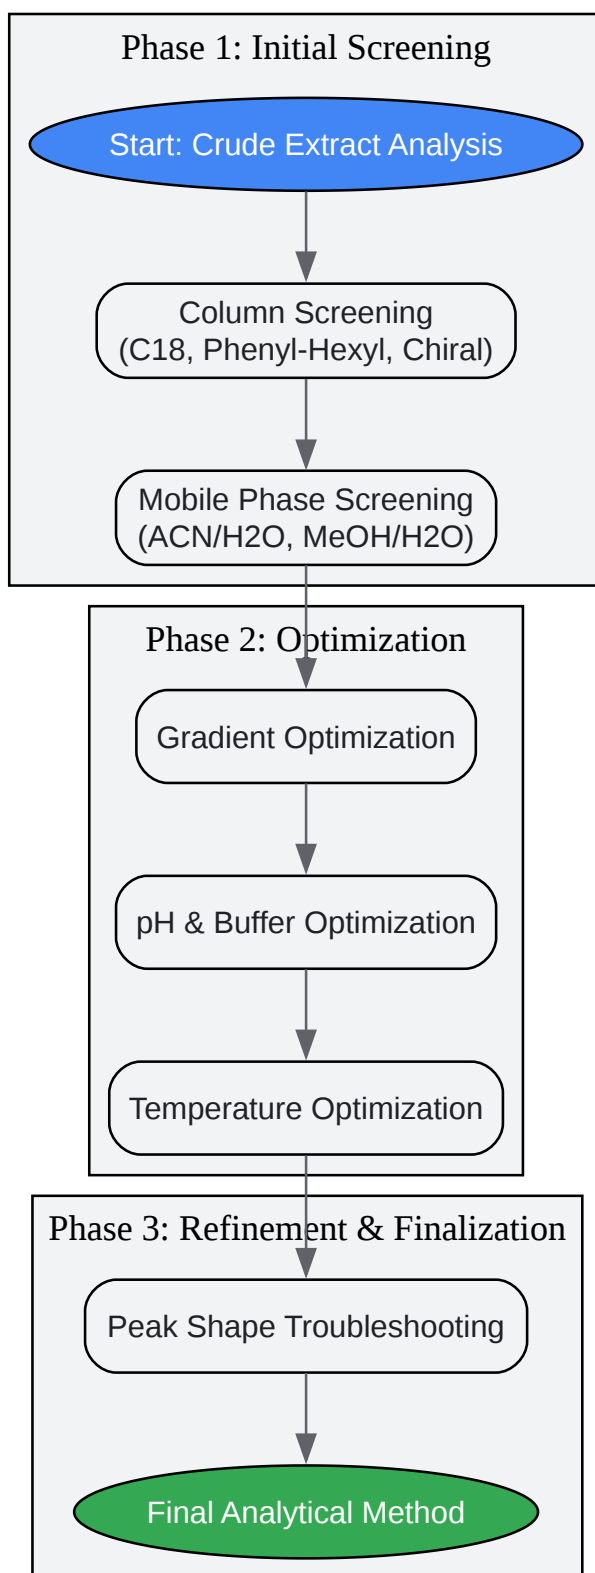 Phase 1: Initial Screening
Start: Crude Extract Analysis
Column Screening
(C18, Phenyl-Hexyl, Chiral)
Mobile Phase Screening
(ACN/H2O, MeOH/H2O)
Phase 2: Optimization
Gradient Optimization
pH & Buffer Optimization
Temperature Optimization
Phase 3: Refinement & Finalization
Peak Shape Troubleshooting
Final Analytical Method